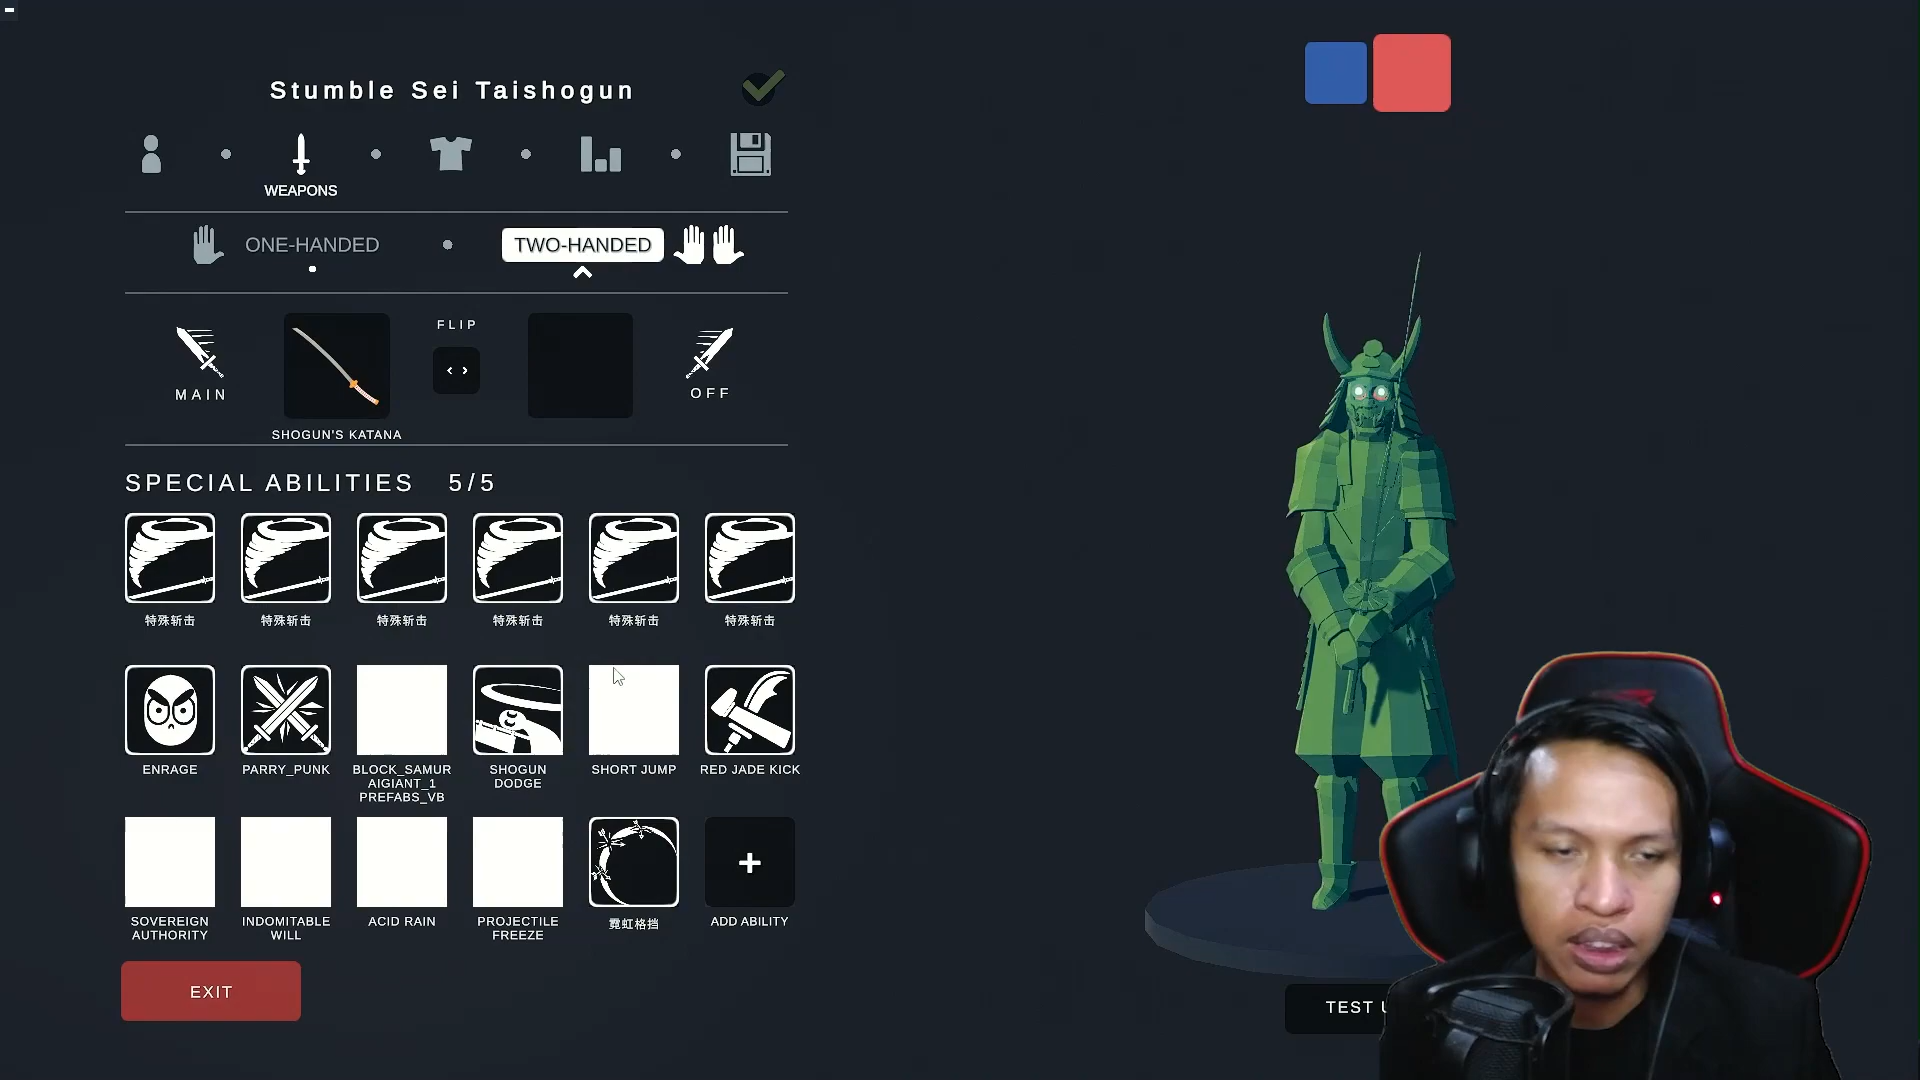 Stumble Sei Taishogun
WEAPONS
ONE-HANDED
TWO-HANDED
FLIP
MAIN
OFF
SHOGUN'S KATANA
SPECIAL ABILITIES 5/5
特殊斩击
特殊斩击
特殊斩击
特殊斩击
特殊斩击
特殊斩击
ENRAGE
PARRY_PUNK
BLOCK_SAMUR
AIGIANT_1
PREFABS_VB
SHOGUN
DODGE
SHORT JUMP
RED JADE KICK
SOVEREIGN
AUTHORITY
INDOMITABLE
WILL
ACID RAIN
PROJECTILE
FREEZE
霓虹格挡
ADD ABILITY
EXIT
TEST